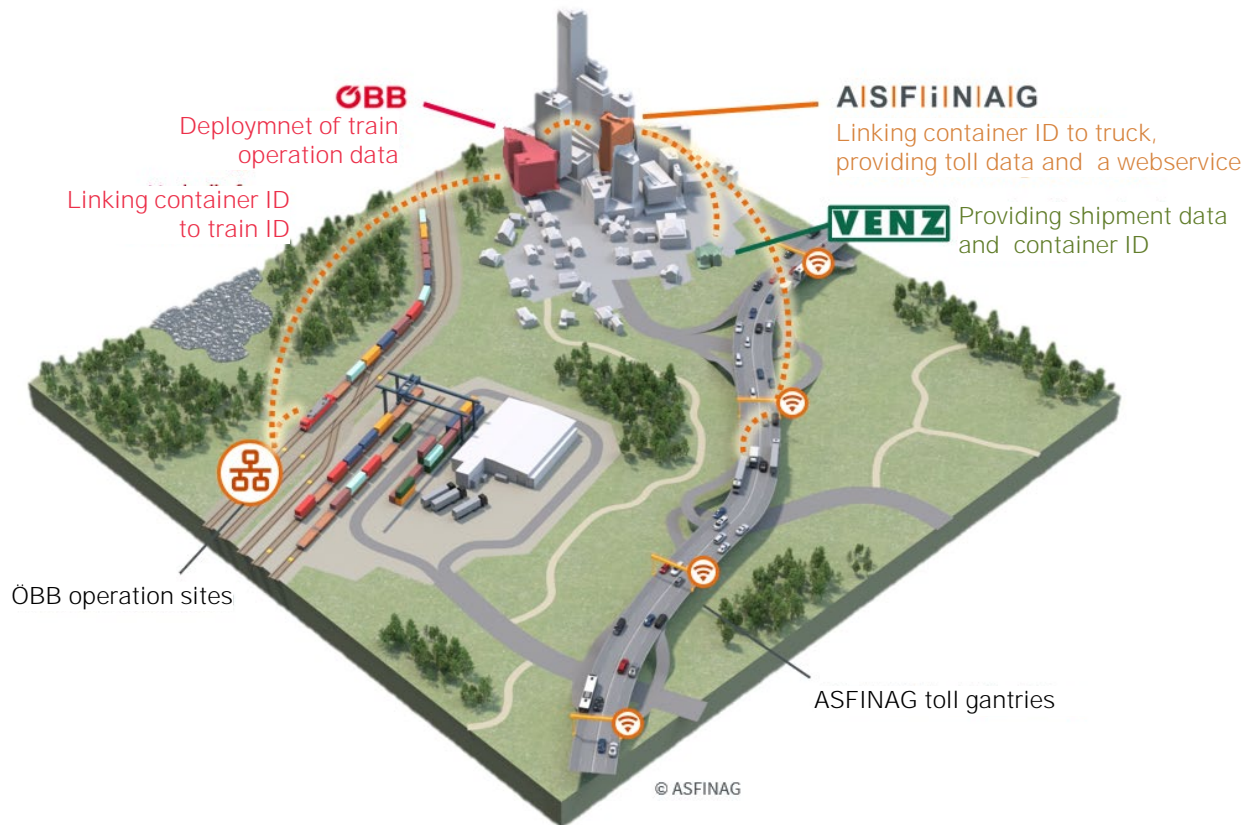 ÖBB
Deploymnet of train
operation data
Linking container ID
to train ID
A|S|F|i|N|A|G
Linking container ID to truck,
providing toll data and a webservice
VENZ
Providing shipment data
and container ID
ÖBB operation sites
ASFINAG toll gantries
© ASFINAG